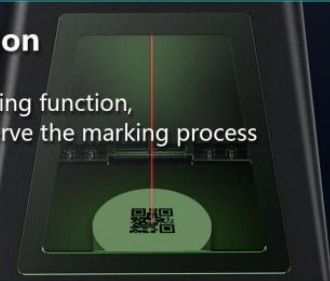 on
ing function,
rve the marking process